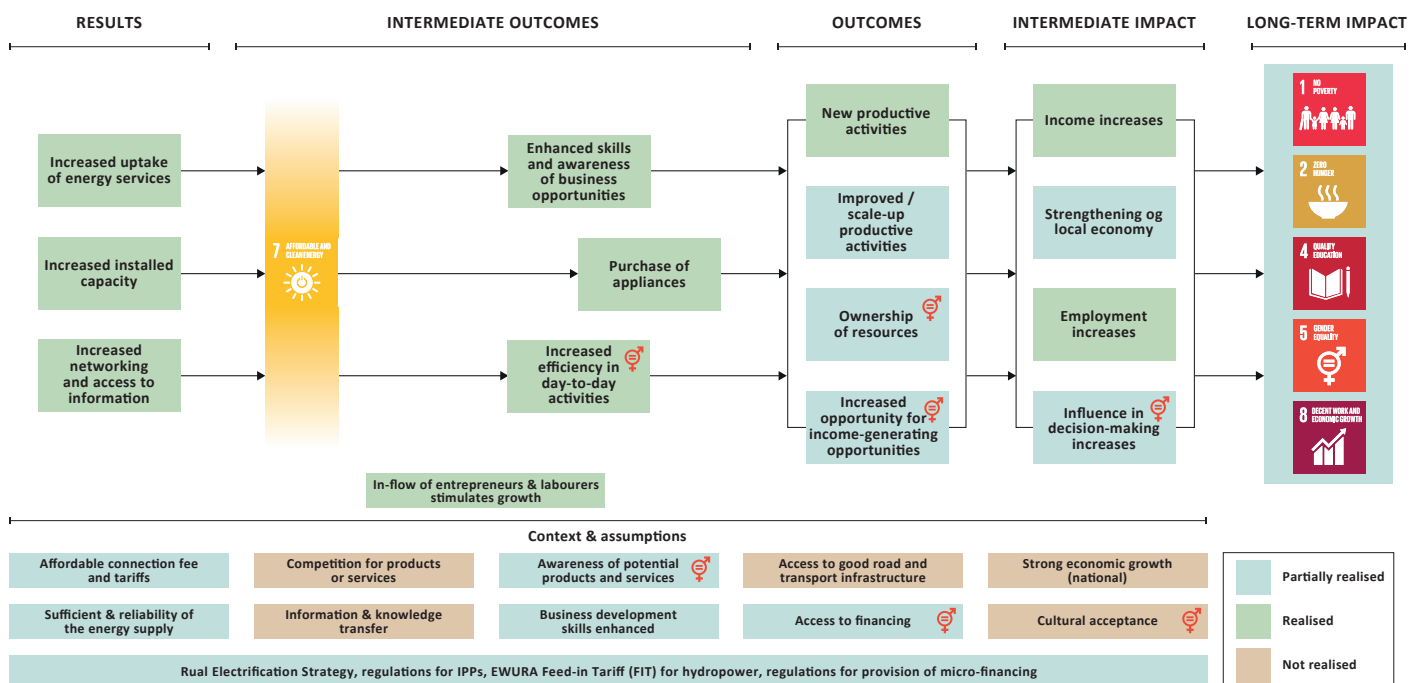 RESULTS
INTERMEDIATE OUTCOMES
OUTCOMES
INTERMEDIATE IMPACT
LONG-TERM IMPACT
Increased uptake
of energy services
Increased installed
capacity
Increased
networking
and access to
information
7 AFFORDABLE AND
CLEAN ENERGY
Enhanced skills
and awareness
of business
opportunities
Purchase of
appliances
Increased
efficiency in
day-to-day
activities
In-flow of entrepreneurs & labourers
stimulates growth
New productive
activities
Improved /
scale-up
productive
activities
Ownership
of resources
Increased
opportunity for
income-generating
opportunities
Income increases
Strengthening og
local economy
Employment
increases
Influence in
decision-making
increases
1 NO
POVERTY
2 ZERO
HUNGER
4 QUALITY
EDUCATION
5 GENDER
EQUALITY
8 DECENT WORK AND
ECONOMIC GROWTH
Context & assumptions
Affordable connection fee
and tariffs
Competition for products
or services
Awareness of potential
products and services
Access to good road and
transport infrastructure
Strong economic growth
(national)
Sufficient & reliability of
the energy supply
Information & knowledge
transfer
Business development
skills enhanced
Access to financing
Cultural acceptance
Rual Electrification Strategy, regulations for IPPs, EWURA Feed-in Tariff (FIT) for hydropower, regulations for provision of micro-financing
Partially realised
Realised
Not realised